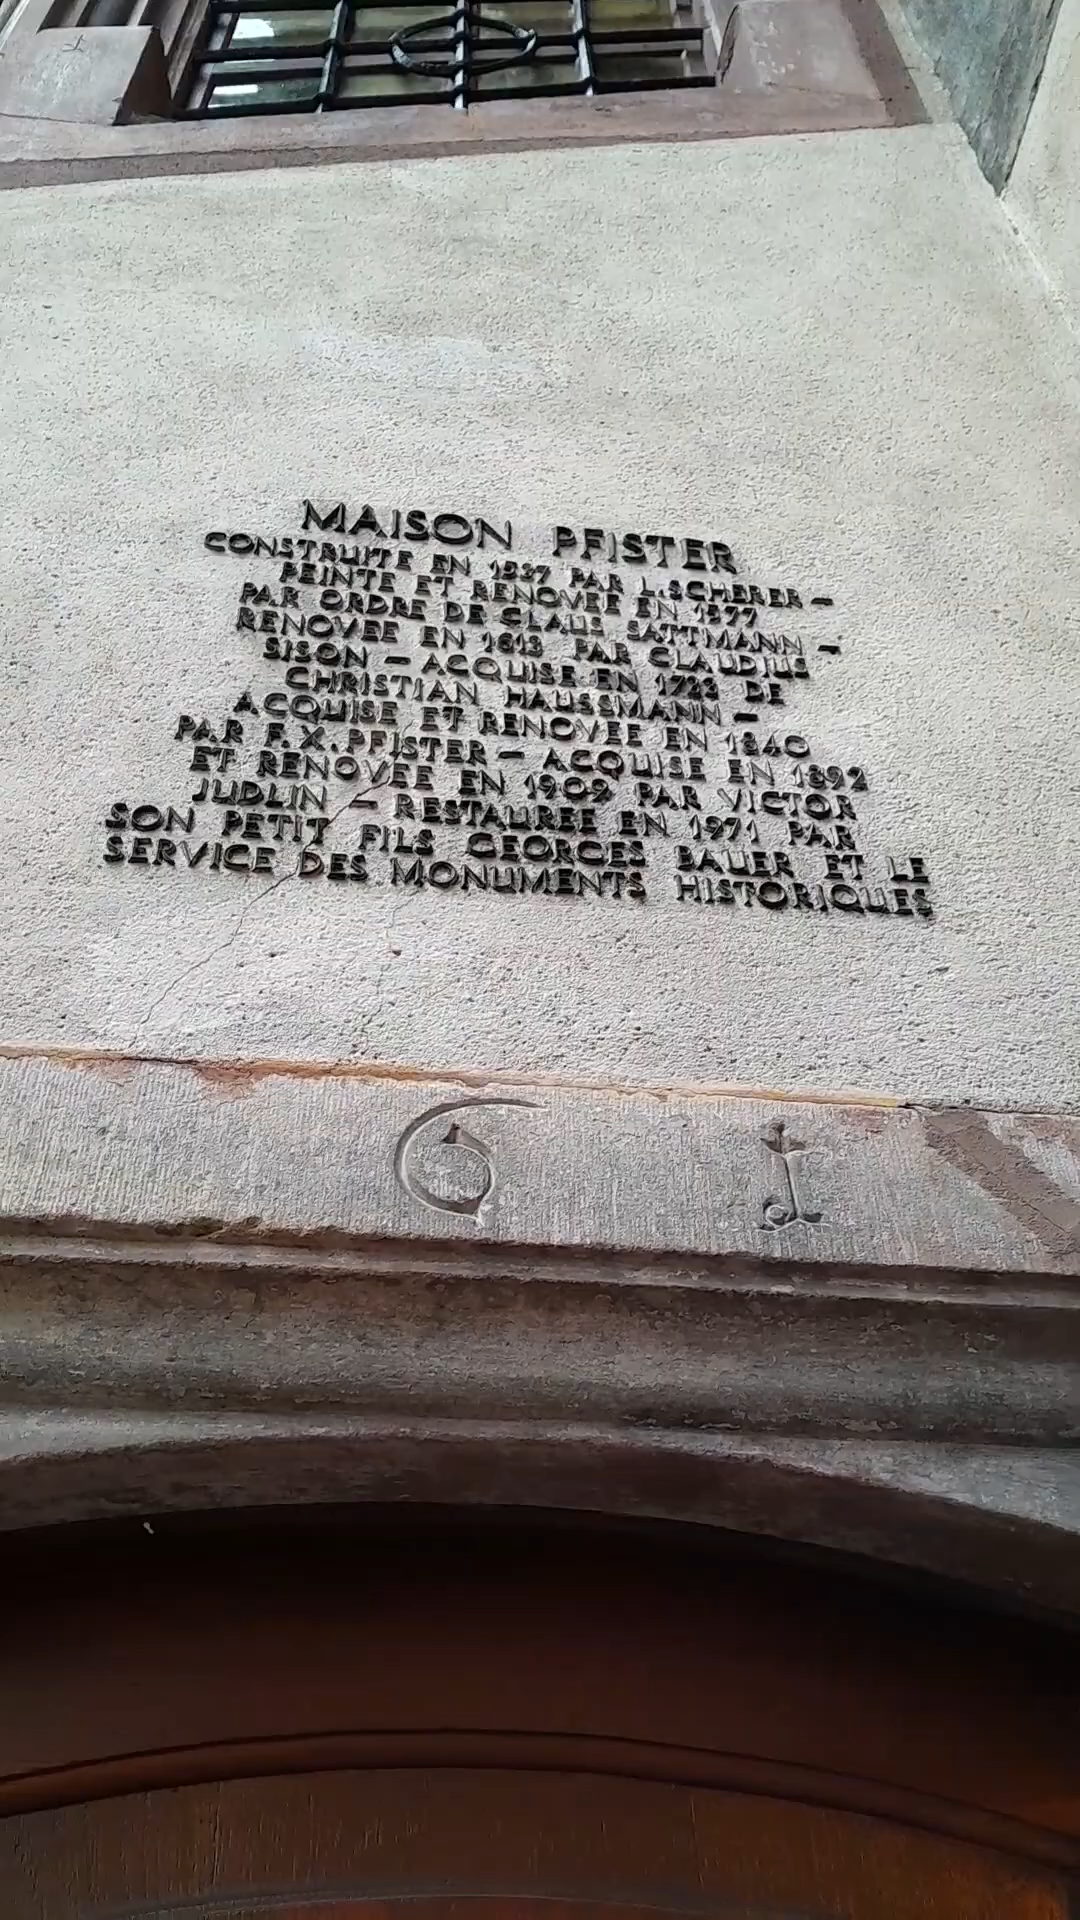 MAISON PFISTER
CONSTRUITE EN 1537 PAR L.SCHERER –
PEINTE ET RENOVEE EN 1577
PAR ORDRE DE CLAUS SATTMANN –
RENOVEE EN 1613 PAR CLAUDIUS
SISON – ACQUISE EN 1723 DE
CHRISTIAN HAUSSMANN –
ACQUISE ET RENOVEE EN 1840
PAR F.X.PFISTER – ACQUISE EN 1892
ET RENOVEE EN 1909 PAR VICTOR
JUDLIN – RESTAUREE EN 1971 PAR
SON PETIT FILS GEORGES BAUER ET LE
SERVICE DES MONUMENTS HISTORIQUES
G I